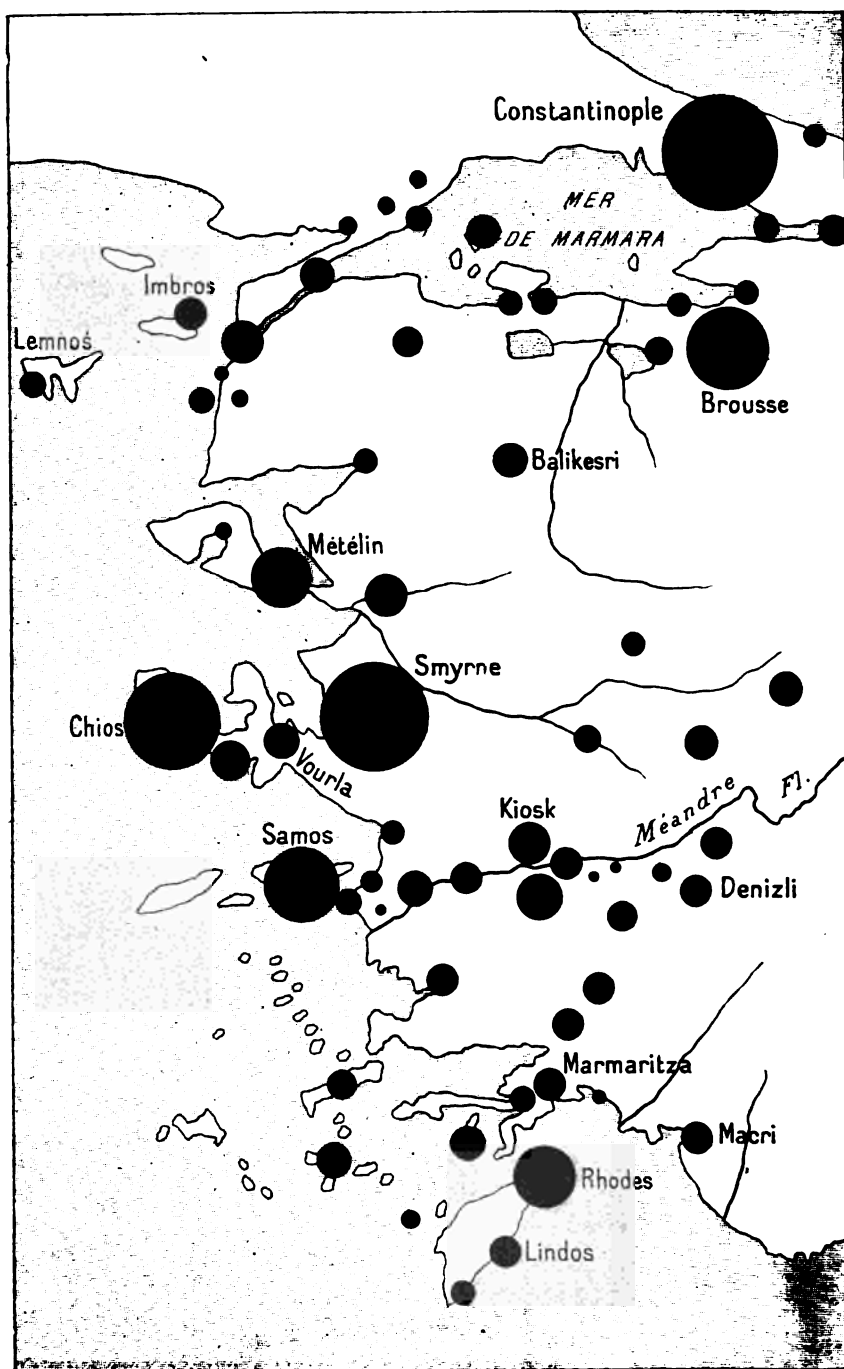 Constantinople
MER
DE MARMARA
Imbros
Lemnos
Brousse
Balikesri
Métélin
Smyrne
Chios
Vourla
Méandre Fl.
Kiosk
Samos
Denizli
Marmaritza
Macri
Rhodes
Lindos